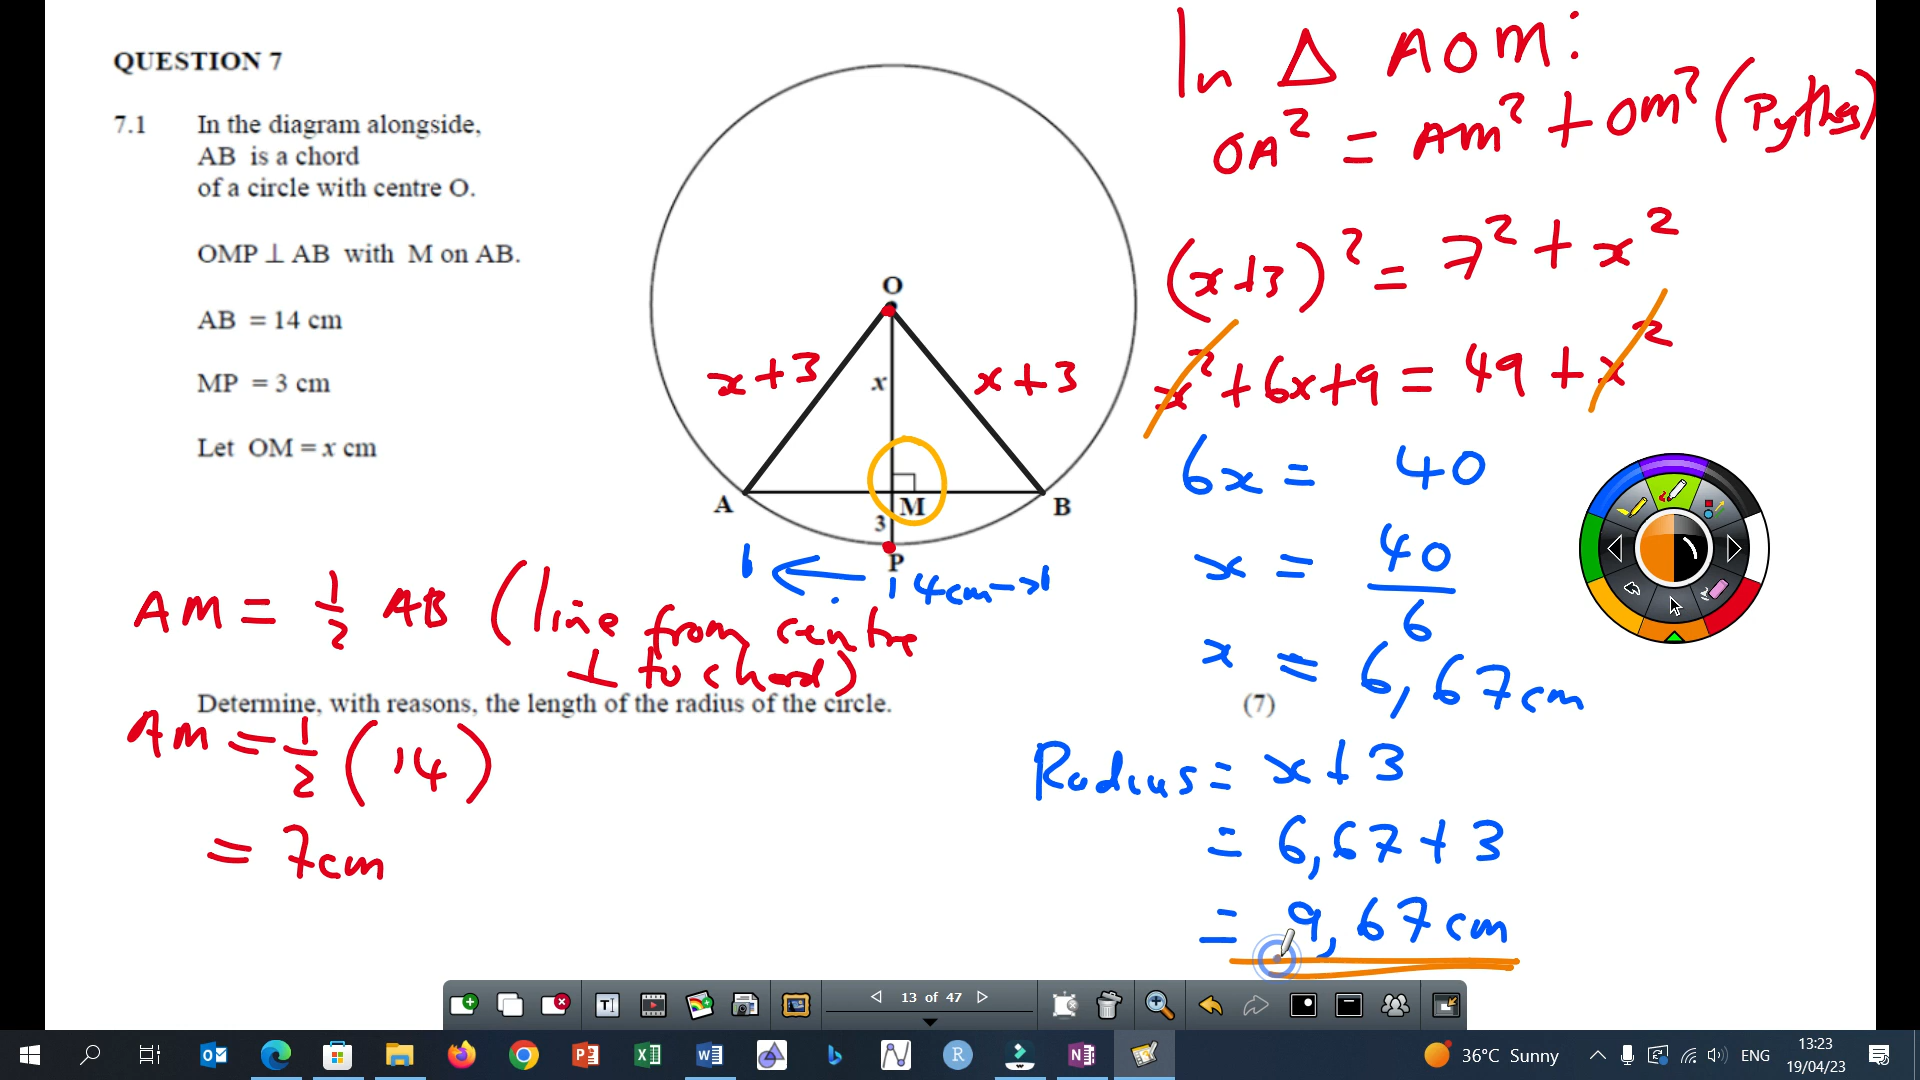 QUESTION 7
7.1 In the diagram alongside,
AB is a chord
of a circle with centre O.
OMP ⊥ AB with M on AB.
AB = 14 cm
MP = 3 cm
Let OM = x cm
O
x+3
x
x+3
A
M
B
3
P
14cm
AM = 1/2 AB (line from centre
⊥ to chord)
Determine, with reasons, the length of the radius of the circle. (7)
AM = 1/2 (14)
= 7cm
In Δ AOM:
OA² = AM² + OM² (Pythag)
(x+3)² = 7² + x²
x² + 6x + 9 = 49 + x²
6x = 40
x = 40/6
x = 6,67cm
Radius = x + 3
= 6,67 + 3
= 9,67cm
13 of 47
36°C Sunny
ENG
13:23
19/04/23